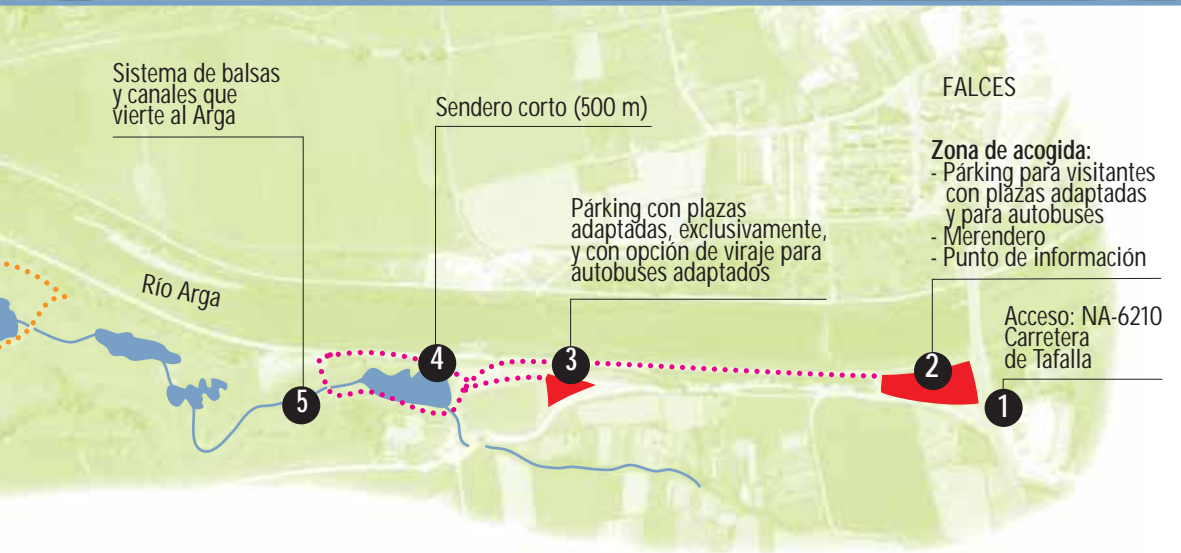 Sistema de balsas
y canales que
vierte al Arga
Sendero corto (500 m)
FALCES
Zona de acogida:
- Párking para visitantes
con plazas adaptadas
y para autobuses
- Merendero
- Punto de información
Párking con plazas
adaptadas, exclusivamente,
y con opción de viraje para
autobuses adaptados
Río Arga
Acceso: NA-6210
Carretera
de Tafalla
4
3
2
5
1